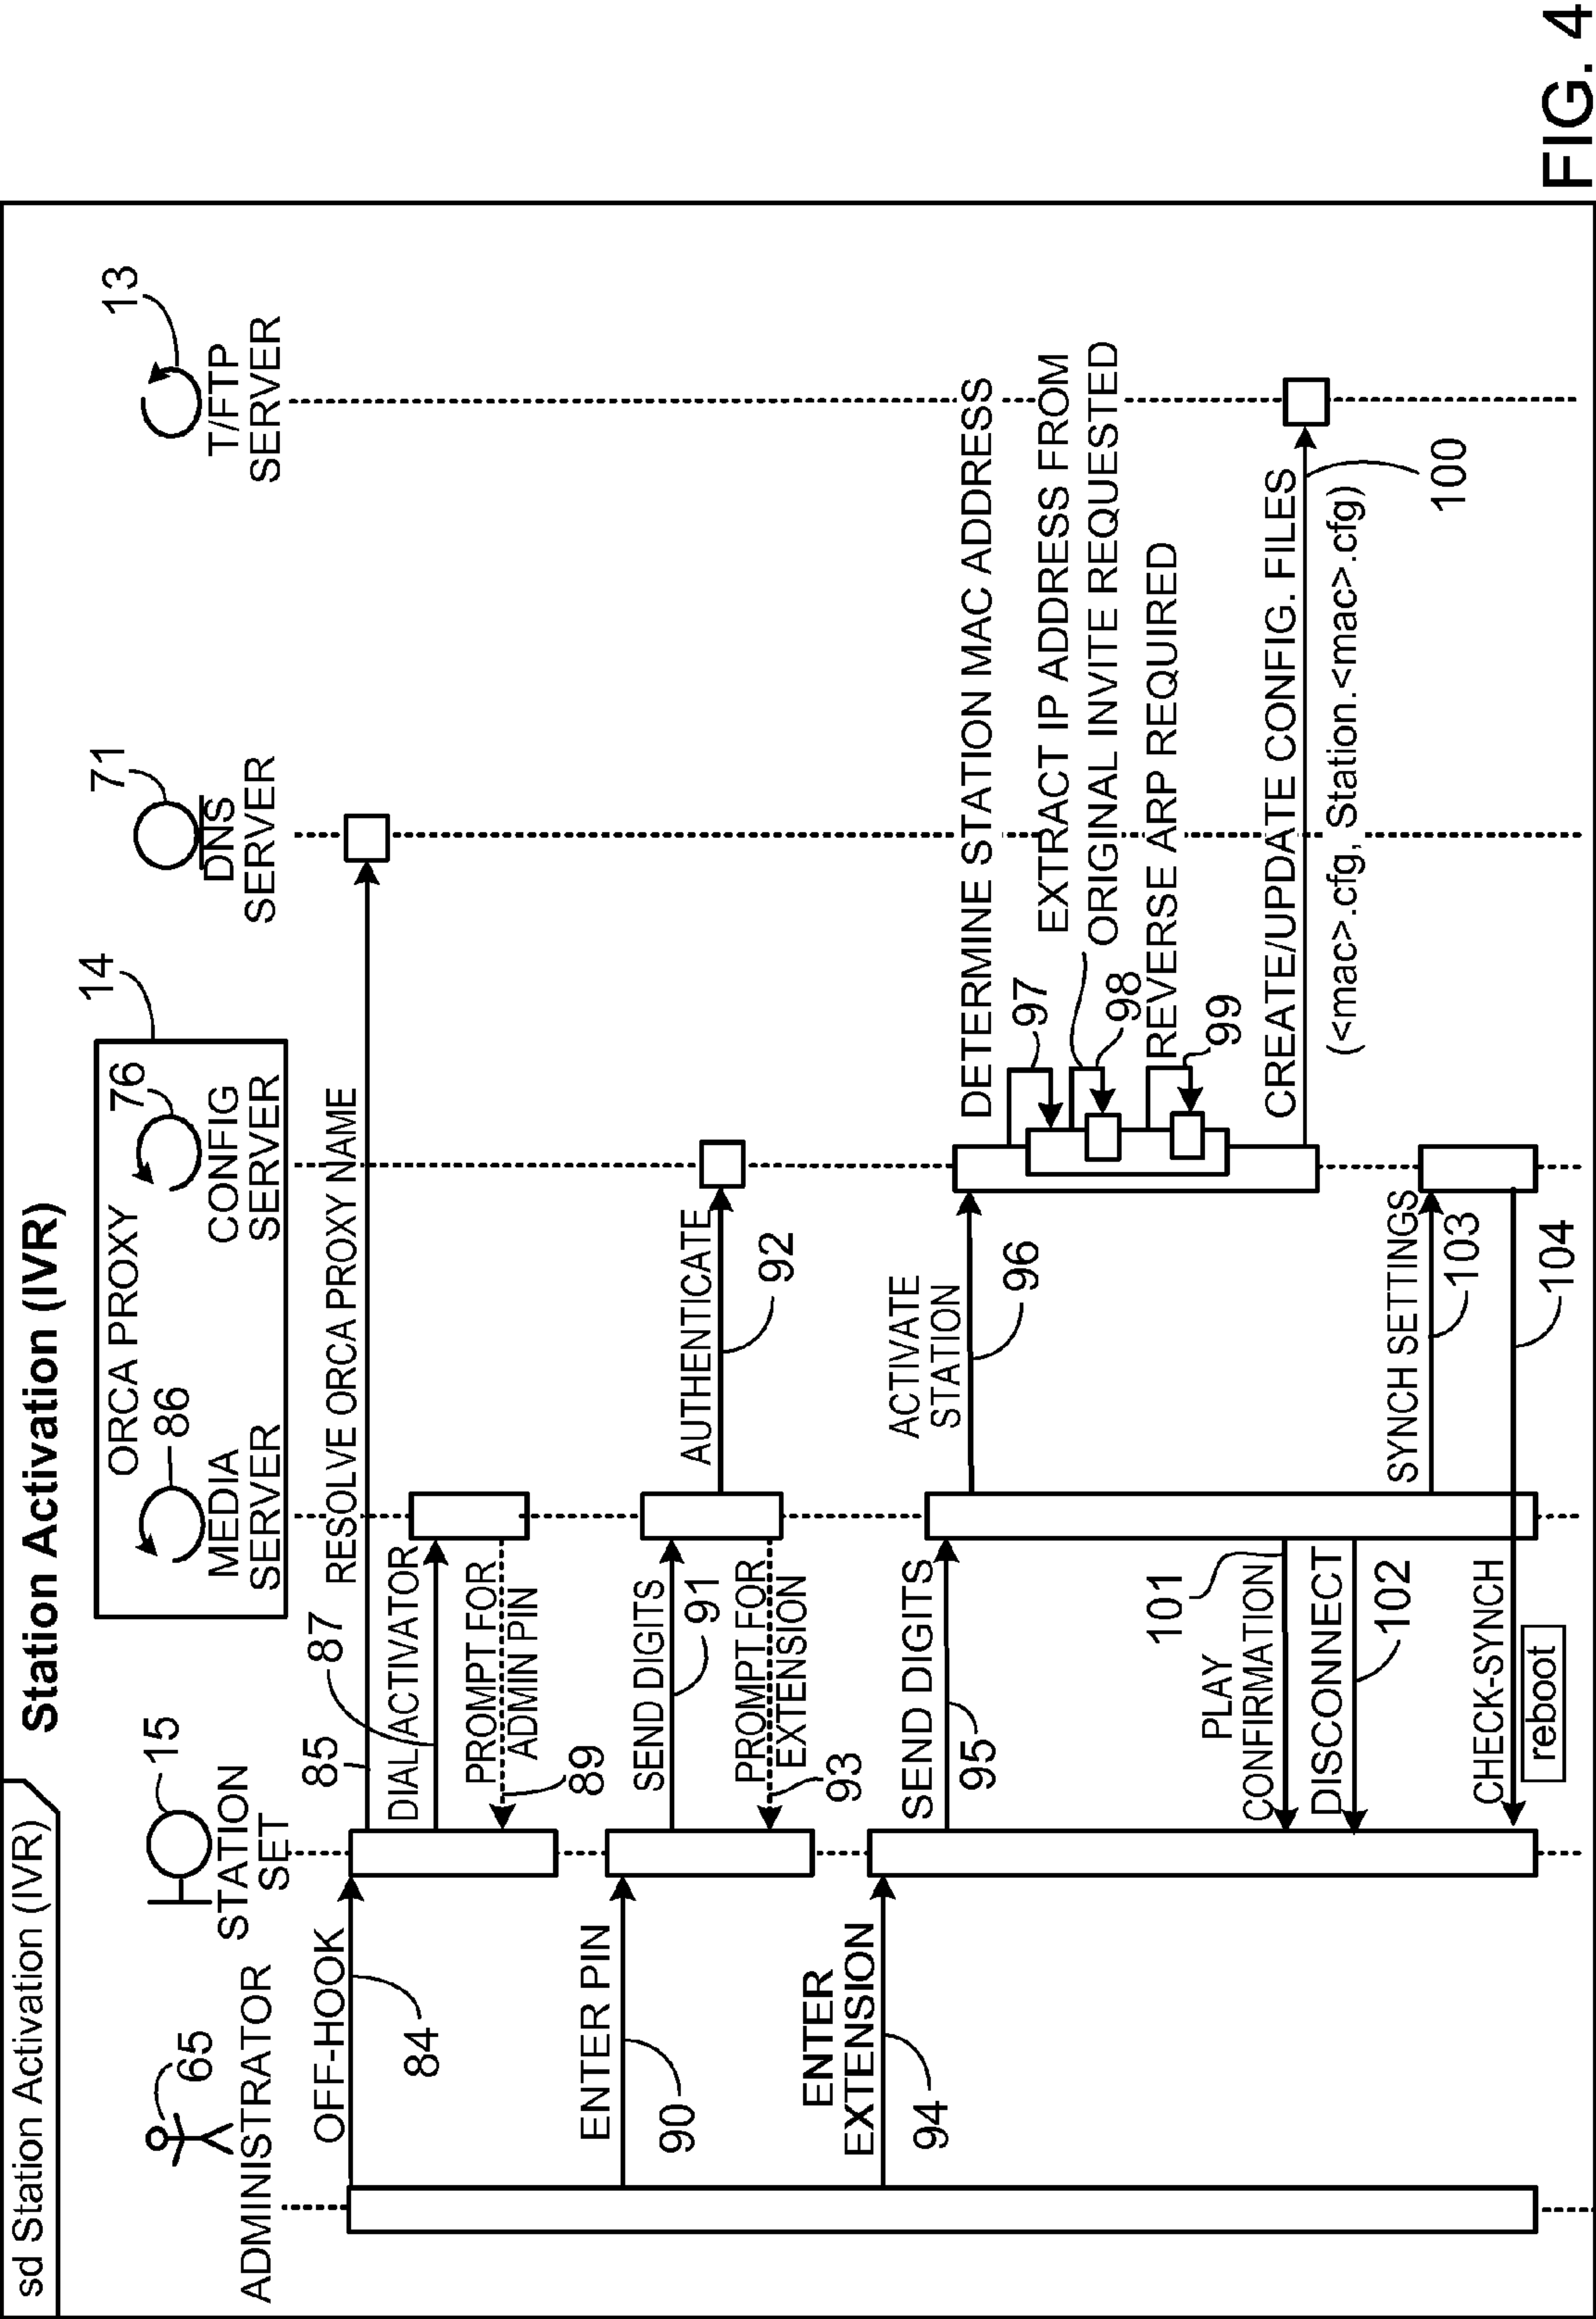 sd Station Activation (IVR)
Station Activation (IVR)
65
ADMINISTRATOR
15
STATION
SET
14
ORCA PROXY
86
MEDIA
SERVER
76
CONFIG
SERVER
71
DNS
SERVER
13
T/FTP
SERVER
OFF-HOOK
84
85
RESOLVE ORCA PROXY NAME
87
DIAL ACTIVATOR
PROMPT FOR
ADMIN PIN
89
ENTER PIN
90
SEND DIGITS
91
AUTHENTICATE
92
PROMPT FOR
EXTENSION
93
ENTER
EXTENSION
94
SEND DIGITS
95
ACTIVATE
STATION
96
DETERMINE STATION MAC ADDRESS
97
EXTRACT IP ADDRESS FROM
ORIGINAL INVITE REQUESTED
98
REVERSE ARP REQUIRED
99
CREATE/UPDATE CONFIG. FILES
(<mac>.cfg, Station.<mac>.cfg)
100
101
PLAY
CONFIRMATION
DISCONNECT
102
SYNCH SETTINGS
103
CHECK-SYNCH
104
reboot
FIG. 4